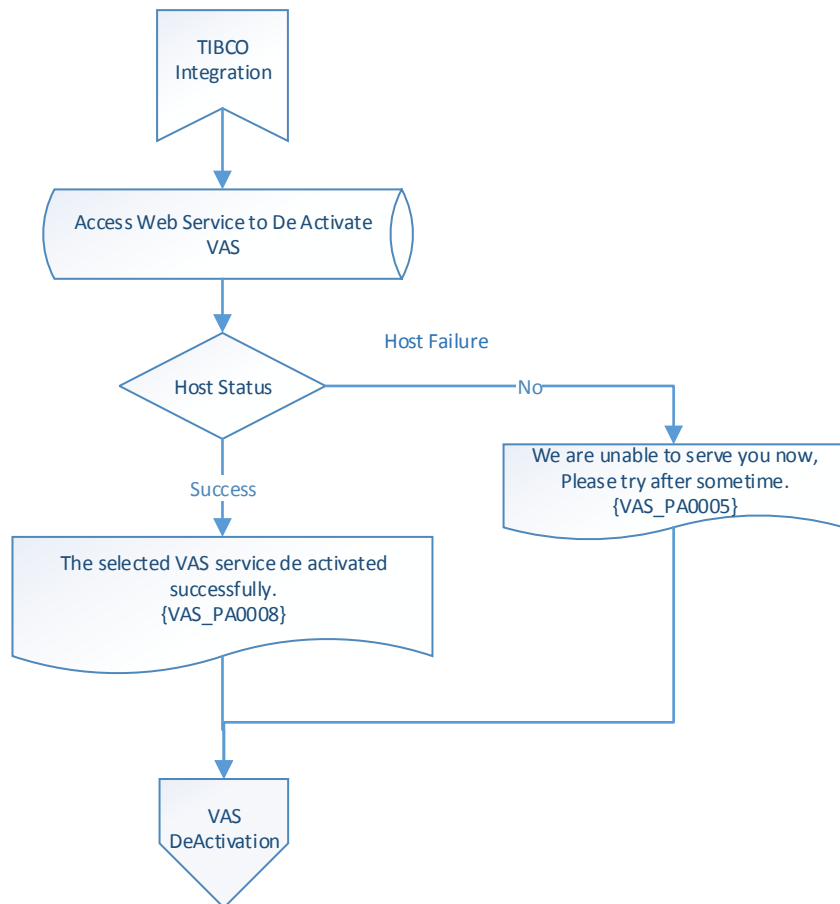 TIBCO
Integration
Access Web Service to De Activate
VAS
Host Failure
Host Status
No
We are unable to serve you now,
Please try after sometime.
{VAS_PA0005}
Success
The selected VAS service de activated
successfully.
{VAS_PA0008}
VAS
DeActivation